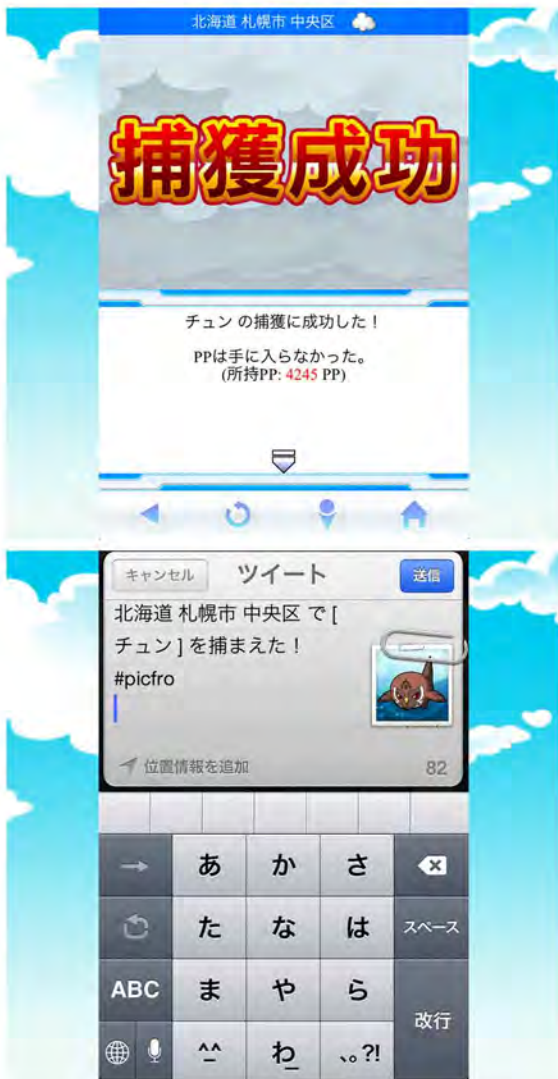 北海道 札幌市 中央区
捕獲成功
チュン の捕獲に成功した!
PPは手に入らなかった。
(所持PP: 4245 PP)
キャンセル ツイート 送信
北海道 札幌市 中央区 で [
チュン ] を捕まえた!
#picfro
位置情報を追加 82
→ あ か さ
た な は スペース
ABC ま や ら
改行
^^ わ_ 、。?!